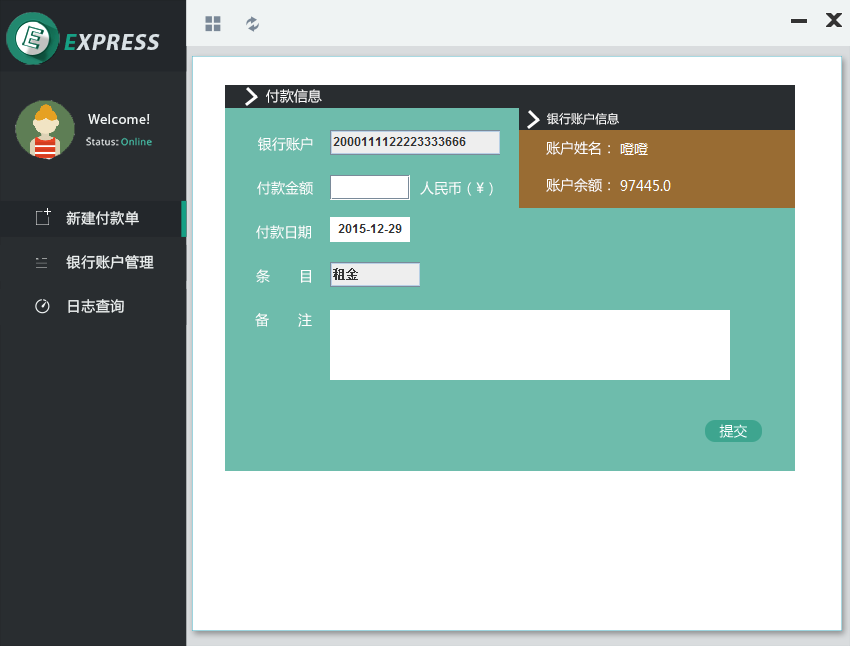 EXPRESS
Welcome!
Status: Online
新建付款单
银行账户管理
日志查询
付款信息
银行账户 2000111122223333666
付款金额 人民币（¥）
付款日期 2015-12-29
条 目 租金
备 注
提交
银行账户信息
账户姓名： 噔噔
账户余额： 97445.0